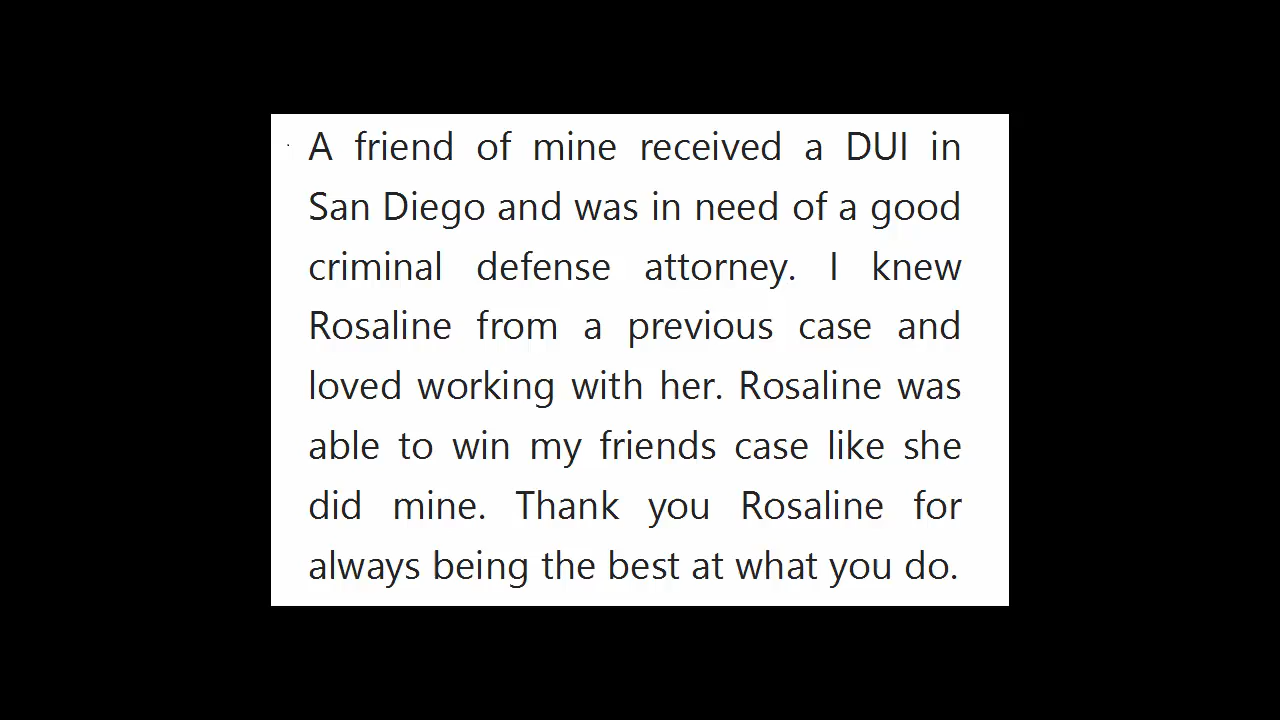 A friend of mine received a DUI in
San Diego and was in need of a good
criminal defense attorney. I knew
Rosaline from a previous case and
loved working with her. Rosaline was
able to win my friends case like she
did mine. Thank you Rosaline for
always being the best at what you do.